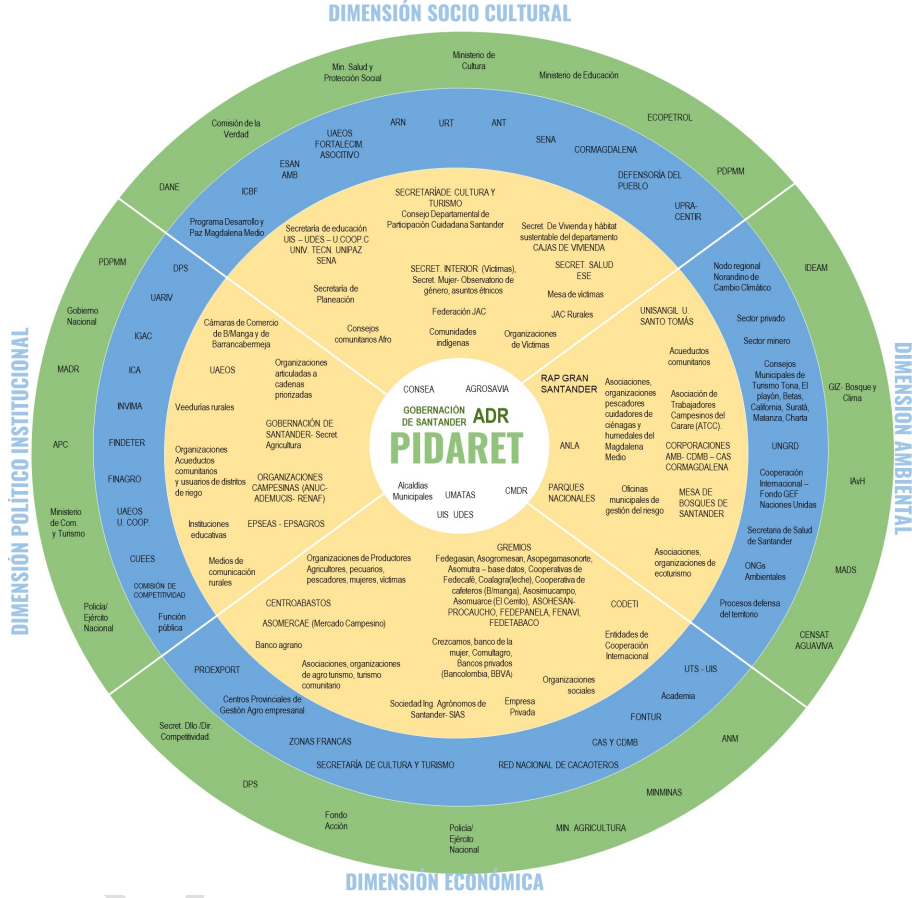 DIMENSIÓN SOCIO CULTURAL
Ministerio de
Cultura
Min. Salud y
Protección Social
Ministerio de Educación
Comisión de la
Verdad
ECOPETROL
DANE
PDPMM
ARN
URT
ANT
UAEOS
FORTALECIM.
ASOCITIVO
SENA
CORMAGDALENA
ESAN
AMB
ICBF
DEFENSORÍA DEL
PUEBLO
UPRA-
CENTIR
Programa Desarrollo y
Paz Magdalena Medio
SECRETARÍADE CULTURA Y
TURISMO
Consejo Departamental de
Participación Cuidadana Santander
Secretaría de educación
UIS – UDES – U.COOP.C
UNIV. TECN. UNIPAZ
SENA
Secret. De Vivienda y hábitat
sustentable del departamento
CAJAS DE VIVIENDA
SECRET. INTERIOR (Víctimas),
Secret. Mujer- Observatorio de
género, asuntos étnicos
SECRET. SALUD
ESE
Secretaría de
Planeación
Mesa de víctimas
Federación JAC
JAC Rurales
Consejos
comunitarios Afro
Comunidades
indígenas
Organizaciones
de Víctimas
DIMENSIÓN POLÍTICO INSTITUCIONAL
PDPMM
Gobierno
Nacional
MADR
APC
Ministerio
de Com.
y Turismo
Policía/
Ejército
Nacional
DPS
UARIV
IGAC
ICA
INVIMA
FINDETER
FINAGRO
UAEOS
U. COOP.
CUEES
COMISIÓN DE
COMPETITIVIDAD
Función
pública
Cámaras de Comercio
de B/Manga y de
Barrancabermeja
UAEOS
Organizaciones
articuladas a
cadenas
priorizadas
Veedurías rurales
GOBERNACIÓN DE
SANTANDER- Secret.
Agricultura
Organizaciones
Acueductos
comunitarios
y usuarios de distritos
de riego
ORGANIZACIONES
CAMPESINAS (ANUC-
ADEMUCIS- RENAF)
Instituciones
educativas
EPSEAS - EPSAGROS
Medios de
comunicación
rurales
CONSEA
AGROSAVIA
GOBERNACIÓN
DE SANTANDER
ADR
PIDARET
Alcaldías
Municipales
UMATAS
CMDR
UIS UDES
RAP GRAN
SANTANDER
UNISANGIL U.
SANTO TOMÁS
Acueductos
comunitarios
Asociaciones,
organizaciones
pescadores
cuidadores de
ciénagas y
humedales del
Magdalena
Medio
Asociación de
Trabajadores
Campesinos del
Carare (ATCC).
ANLA
CORPORACIONES
AMB- CDMB – CAS
CORMAGDALENA
PARQUES
NACIONALES
Oficinas
municipales de
gestión del riesgo
MESA DE
BOSQUES DE
SANTANDER
Asociaciones,
organizaciones de
ecoturismo
Nodo regional
Norandino de
Cambio Climático
Sector privado
Sector minero
Consejos
Municipales de
Turismo Tona, El
playón, Betas,
California, Suratá,
Matanza, Charta
UNGRD
Cooperación
Internacional –
Fondo GEF
Naciones Unidas
Secretaria de Salud
de Santander
ONGs
Ambientales
Procesos defensa
del territorio
IDEAM
GIZ- Bosque y
Clima
IAvH
MADS
CENSAT
AGUAVIVA
DIMENSION AMBIENTAL
Organizaciones de Productores
Agricultores, pecuarios,
pescadores, mujeres, víctimas
GREMIOS
Fedegasan, Asogromesan, Asopegamasonorte,
Asomutra – base datos, Cooperativas de
Fedecafé, Coalagra(leche), Cooperativa de
cafeteros (B/manga), Asosimucampo,
Asomuarce (El Cerrito), ASOHESAN-
PROCAUCHO, FEDEPANELA, FENAVI,
FEDETABACO
CENTROABASTOS
CODETI
ASOMERCAE (Mercado Campesino)
Banco agrario
Crezcamos, banco de la
mujer, Comultagro,
Bancos privados
(Bancolombia, BBVA)
Entidades de
Cooperación
Internacional
Asociaciones, organizaciones
de agro turismo, turismo
comunitario
Organizaciones
sociales
Sociedad Ing. Agrónomos de
Santander- SIAS
Empresa
Privada
PROEXPORT
UTS - UIS
Centros Provinciales de
Gestión Agro empresarial
Academia
FONTUR
ZONAS FRANCAS
CAS Y CDMB
SECRETARÍA DE CULTURA Y TURISMO
RED NACIONAL DE CACAOTEROS
Secret. Dllo /Dir.
Competitividad.
ANM
DPS
MINMINAS
Fondo
Acción
Policía/
Ejército
Nacional
MIN. AGRICULTURA
DIMENSIÓN ECONÓMICA